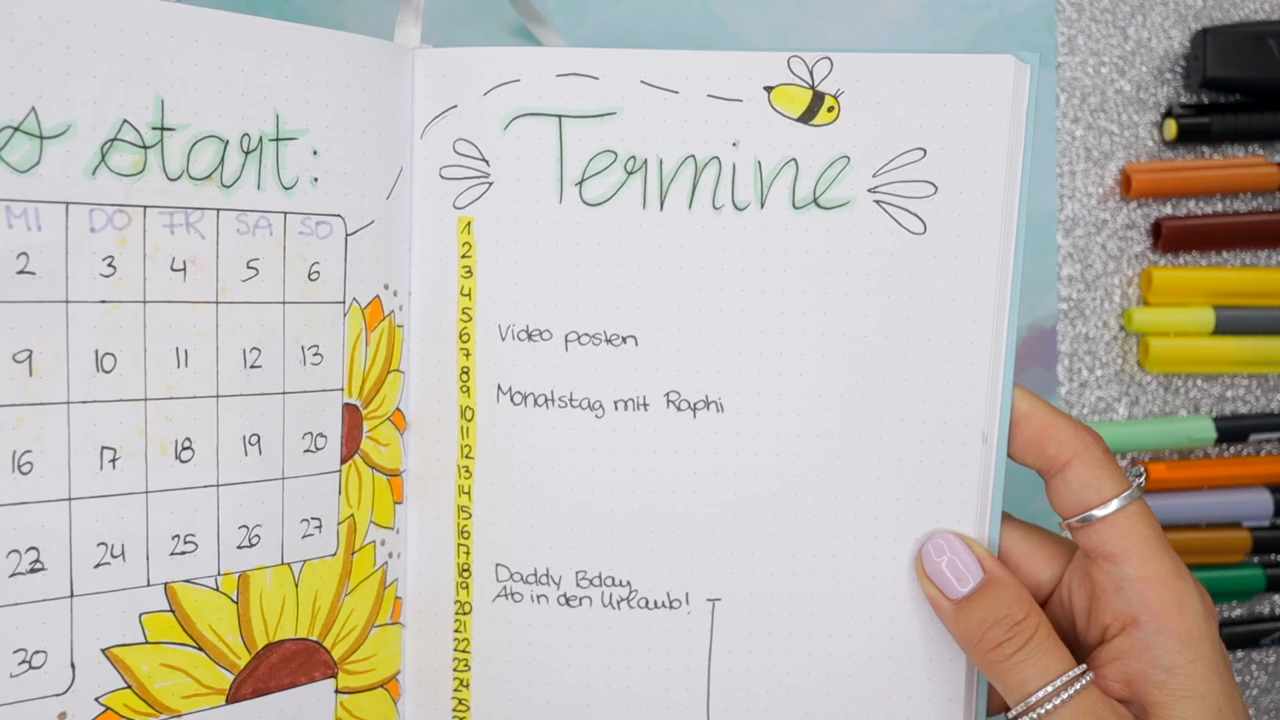 s start:
MI DO FR SA SO
2 3 4 5 6
9 10 11 12 13
16 17 18 19 20
23 24 25 26 27
30
Termine
1
2
3
4
5
6 Video posten
7
8
9 Monatstag mit Raphi
10
11
12
13
14
15
16
17
18 Daddy Bday
19 Ab in den Urlaub!
20
21
22
23
24
25